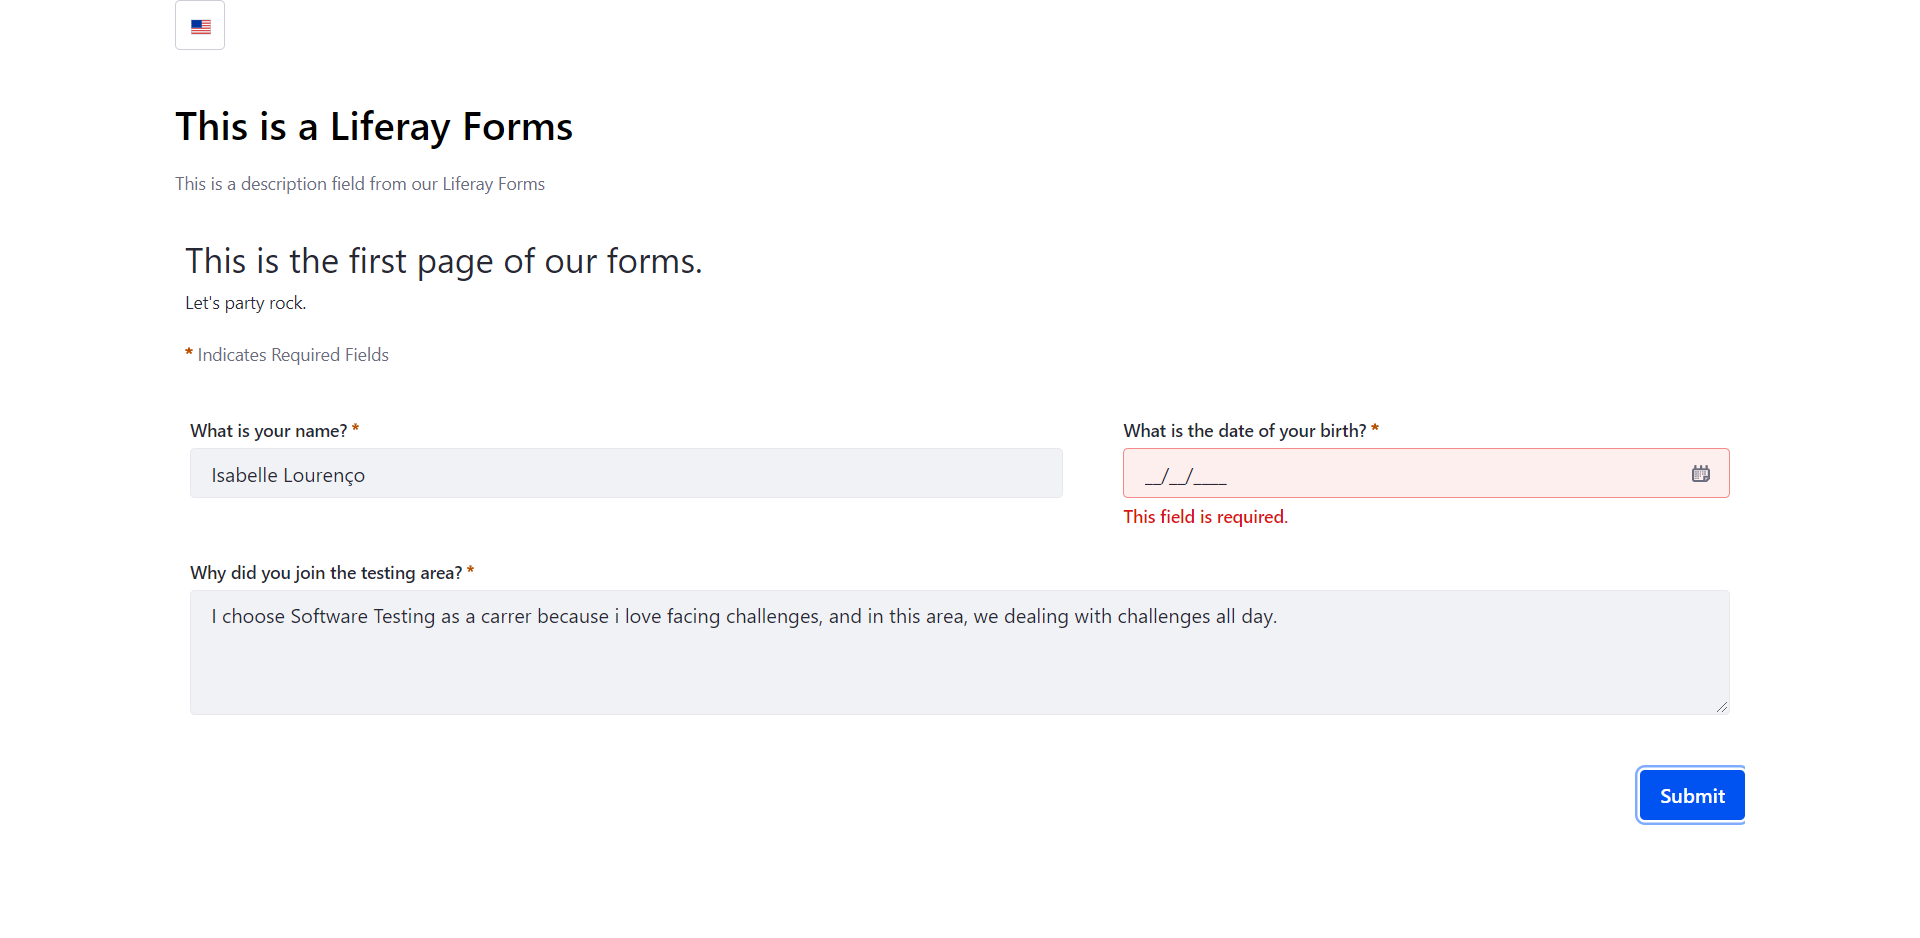 This is a Liferay Forms
This is a description field from our Liferay Forms
This is the first page of our forms.
Let's party rock.
* Indicates Required Fields
What is your name? *
What is the date of your birth? *
Isabelle Lourenço
__/__/____
This field is required.
Why did you join the testing area? *
I choose Software Testing as a carrer because i love facing challenges, and in this area, we dealing with challenges all day.
Submit